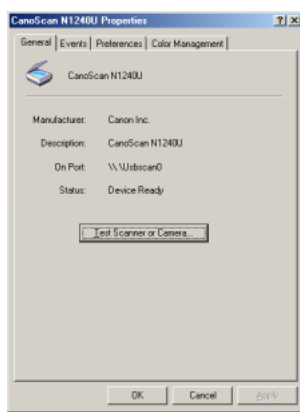 CanoScan N1240U Properties
General Events Preferences Color Management
CanoScan N1240U
Manufacturer: Canon Inc.
Description: CanoScan N1240U
On Port: \\.\Usbscan0
Status: Device Ready
Test Scanner or Camera...
OK Cancel Apply